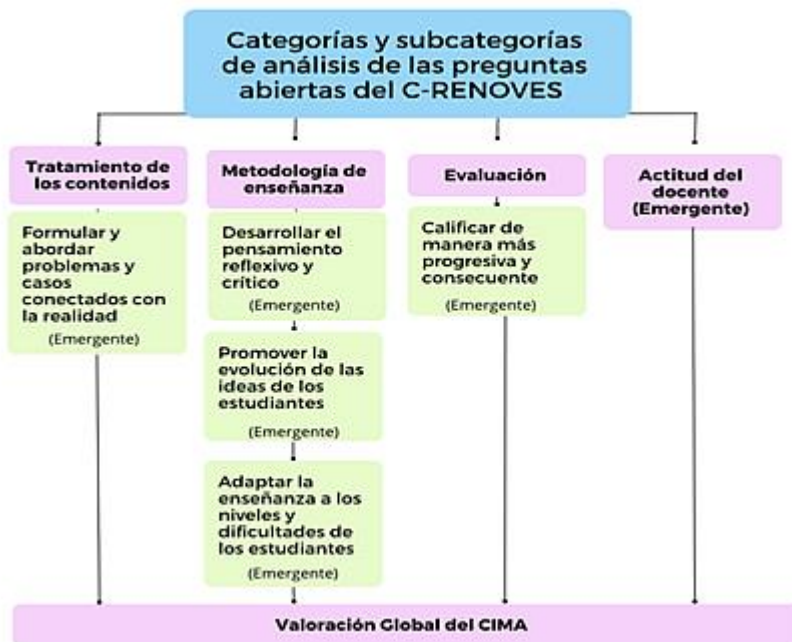 Categorías y subcategorías
de análisis de las preguntas
abiertas del C-RENOVES
Tratamiento de
los contenidos
Formular y
abordar
problemas y
casos
conectados con
la realidad
(Emergente)
Metodología de
enseñanza
Desarrollar el
pensamiento
reflexivo y
crítico
(Emergente)
Promover la
evolución de las
ideas de los
estudiantes
(Emergente)
Adaptar la
enseñanza a los
niveles y
dificultades de
los estudiantes
(Emergente)
Evaluación
Calificar de
manera más
progresiva y
consecuente
(Emergente)
Actitud del
docente
(Emergente)
Valoración Global del CIMA